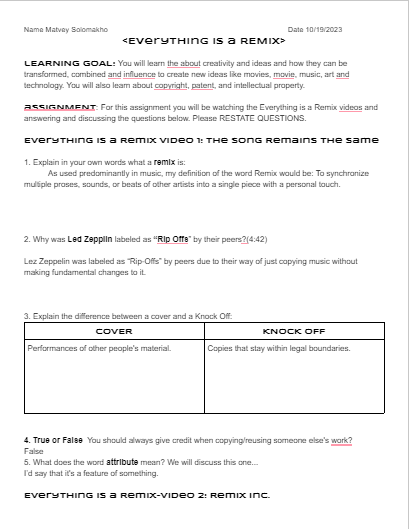 Name Matvey Solomakho Date 10/19/2023
<Everything is a Remix>
LEARNING GOAL: You will learn the about creativity and ideas and how they can be
transformed, combined and influence to create new ideas like movies, movie, music, art and
technology. You will also learn about copyright, patent, and intellectual property.
ASSIGNMENT: For this assignment you will be watching the Everything is a Remix videos and
answering and discussing the questions below. Please RESTATE QUESTIONS.
Everything is a Remix Video 1: The Song Remains the Same
1. Explain in your own words what a remix is:
As used predominantly in music, my definition of the word Remix would be: To synchronize
multiple proses, sounds, or beats of other artists into a single piece with a personal touch.
2. Why was Led Zepplin labeled as “Rip Offs” by their peers?(4:42)
Lez Zepplin was labeled as “Rip-Offs” by peers due to their way of just copying music without
making fundamental changes to it.
3. Explain the difference between a cover and a Knock Off:
COVER KNOCK OFF
Performances of other people's material. Copies that stay within legal boundaries.
4. True or False You should always give credit when copying/reusing someone else's work?
False
5. What does the word attribute mean? We will discuss this one...
I'd say that it's a feature of something.
Everything is a Remix-Video 2: Remix Inc.